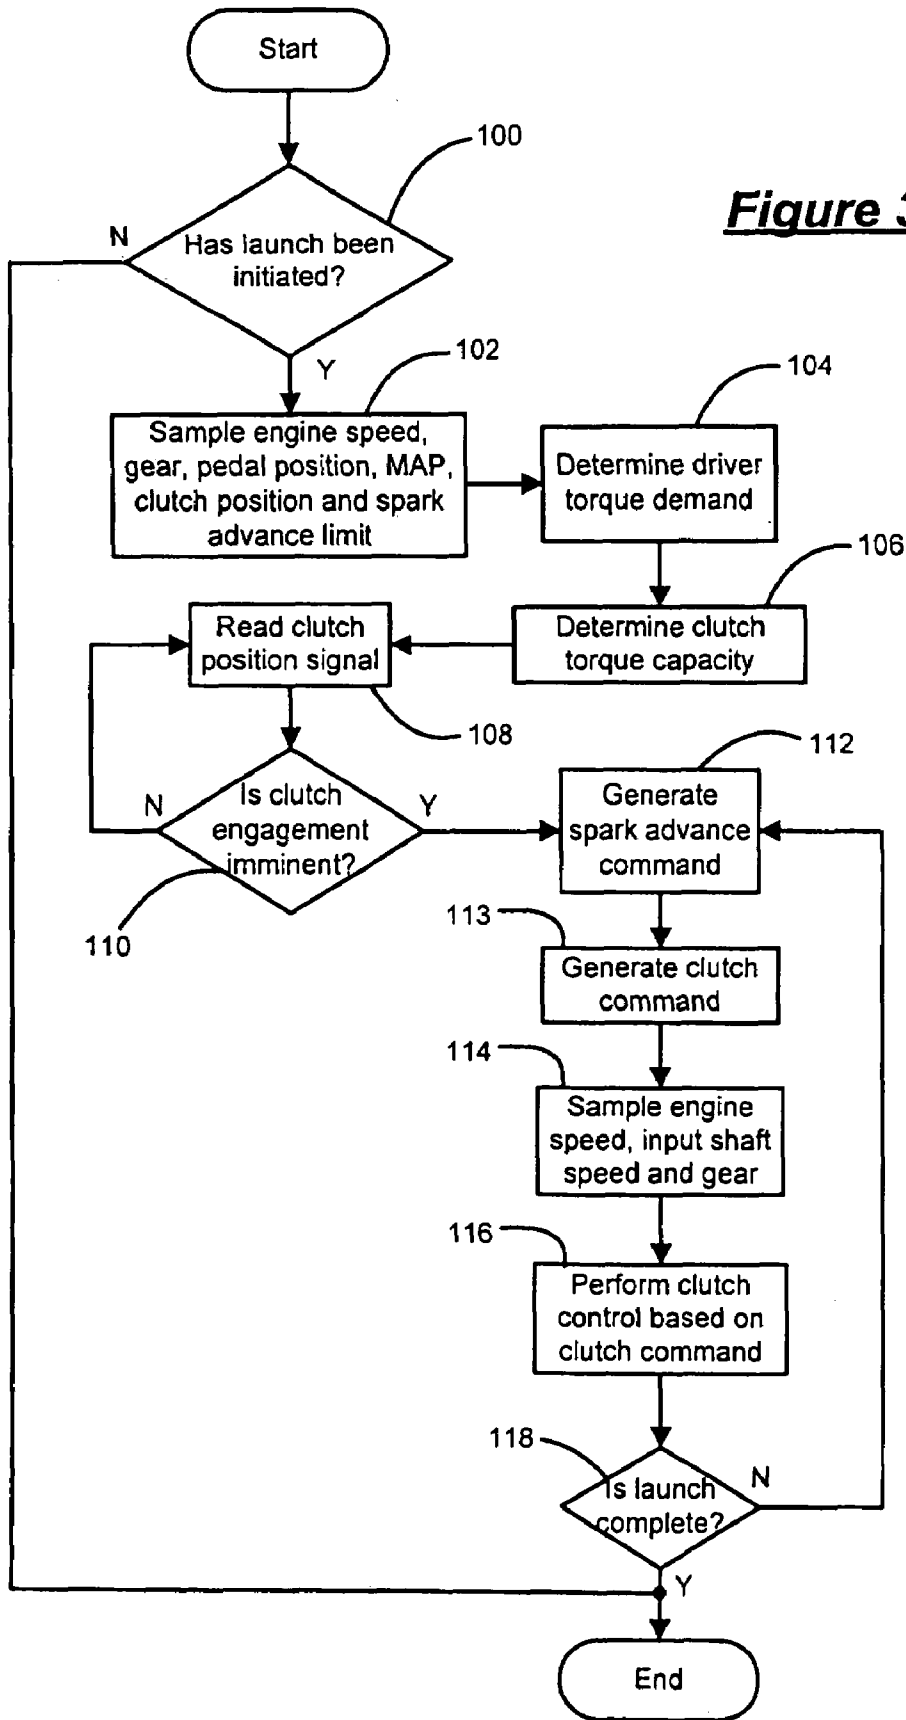 Start
100
Figure 3
N
Has launch been
initiated?
Y
102
104
Sample engine speed,
gear, pedal position, MAP,
clutch position and spark
advance limit
Determine driver
torque demand
106
Read clutch
position signal
Determine clutch
torque capacity
108
112
N
Is clutch
engagement
imminent?
Y
Generate
spark advance
command
110
113
Generate clutch
command
114
Sample engine
speed, input shaft
speed and gear
116
Perform clutch
control based on
clutch command
118
Is launch
complete?
N
Y
End